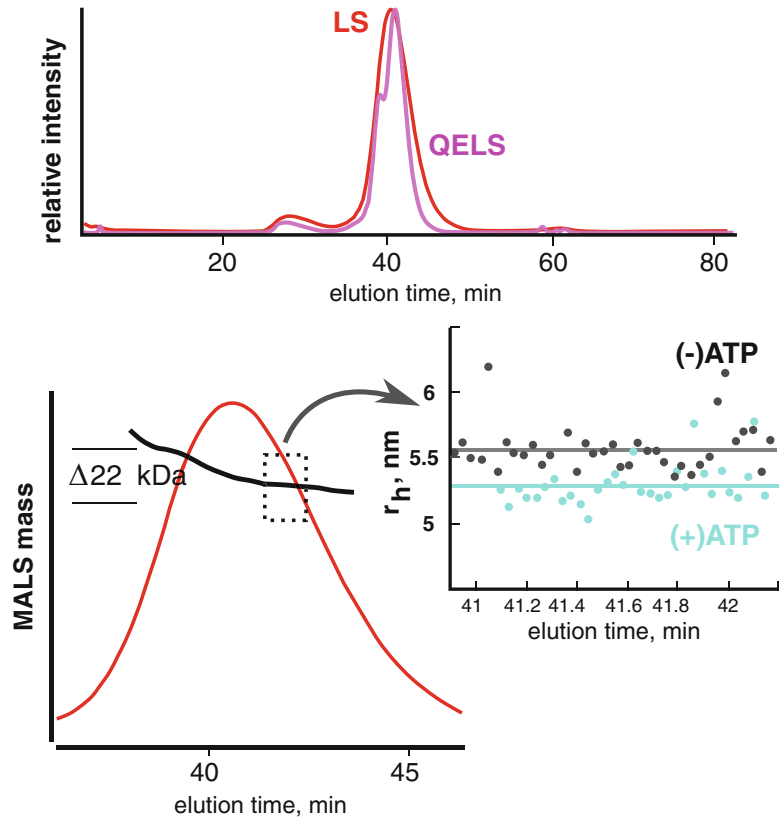 LS
QELS
relative intensity
20 40 60 80
elution time, min
Δ22 kDa
MALS mass
40 45
elution time, min
(-)ATP
6
5.5
5
r_h, nm
(+)ATP
41 41.2 41.4 41.6 41.8 42
elution time, min